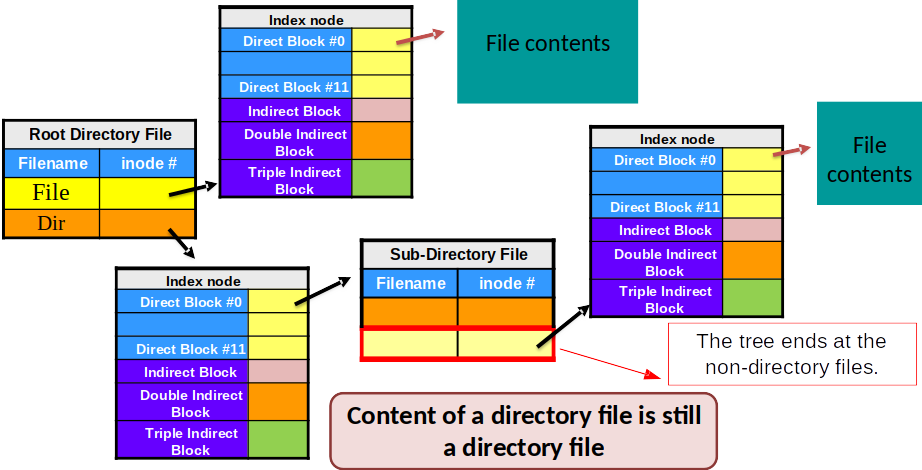 Index node
Direct Block #0
Direct Block #11
Indirect Block
Double Indirect
Block
Triple Indirect
Block
File contents
Root Directory File
Filename inode #
File
Dir
Index node
Direct Block #0
Direct Block #11
Indirect Block
Double Indirect
Block
Triple Indirect
Block
File
contents
Sub-Directory File
Filename inode #
Index node
Direct Block #0
Direct Block #11
Indirect Block
Double Indirect
Block
Triple Indirect
Block
The tree ends at the
non-directory files.
Content of a directory file is still
a directory file